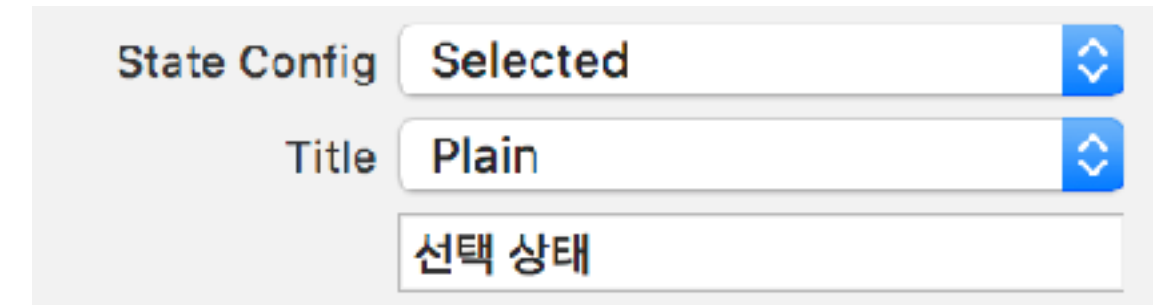 State Config Selected
Title Plain
선택 상태